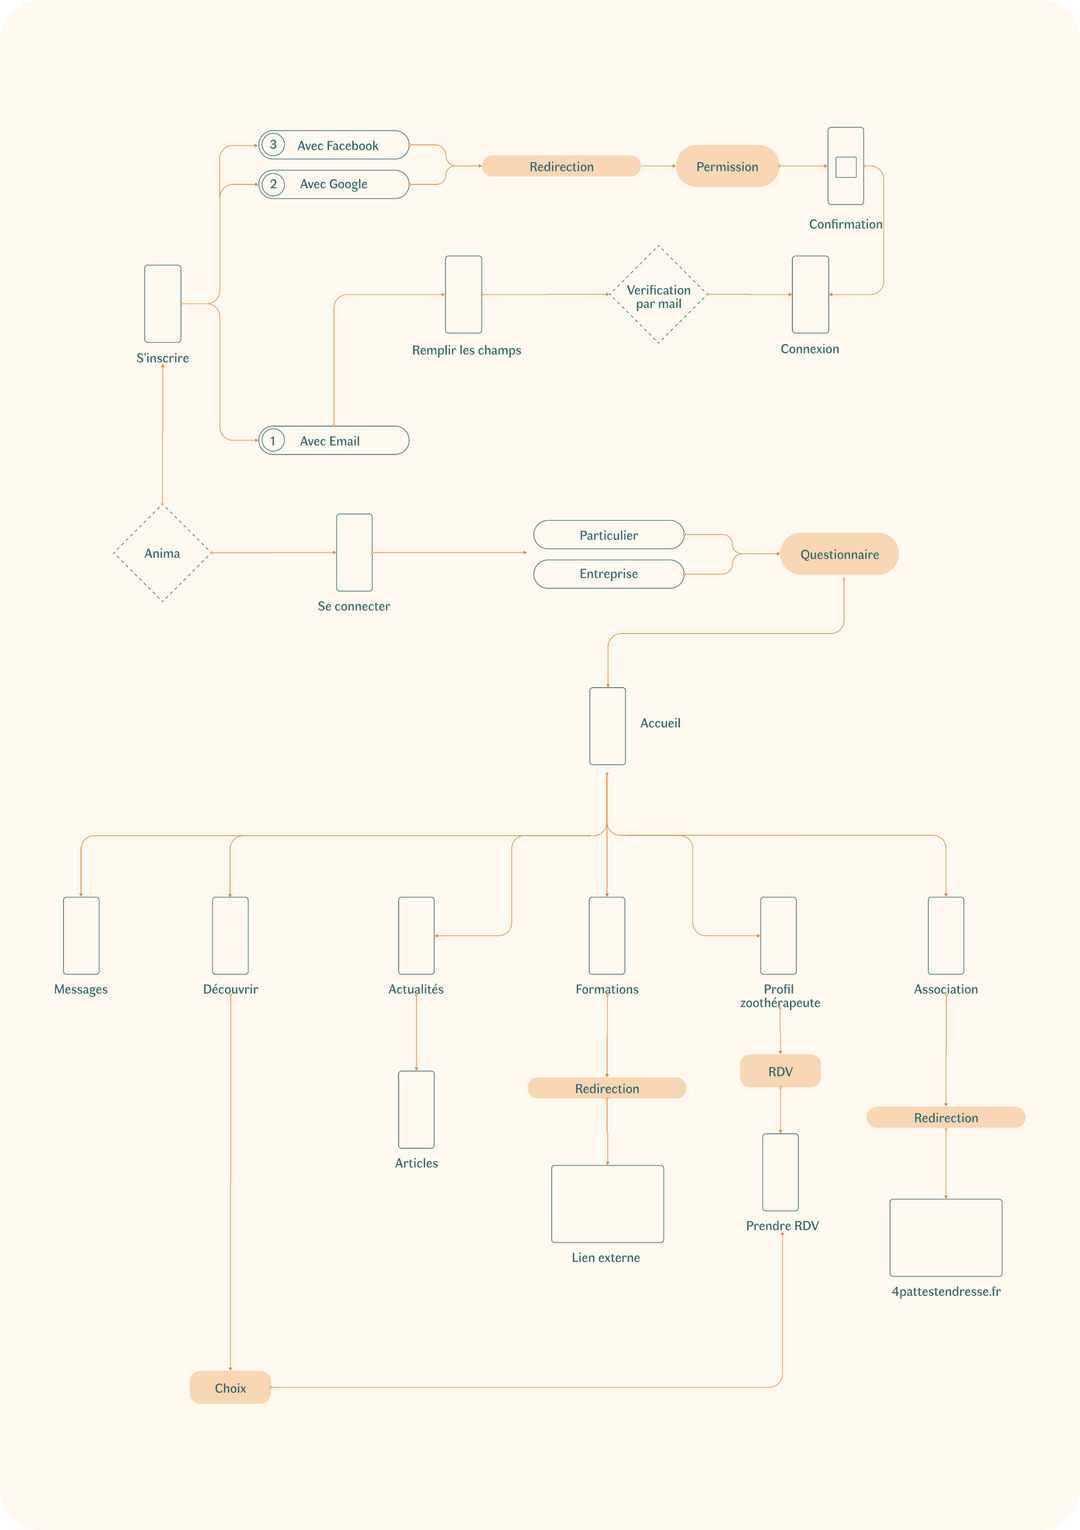 3 Avec Facebook
2 Avec Google
Redirection
Permission
Confirmation
S'inscrire
Remplir les champs
Verification
par mail
Connexion
1 Avec Email
Anima
Se connecter
Particulier
Entreprise
Questionnaire
Accueil
Messages
Découvrir
Actualités
Formations
Profil
zoothérapeute
Association
Articles
Redirection
RDV
Redirection
Lien externe
Prendre RDV
4pattestendresse.fr
Choix